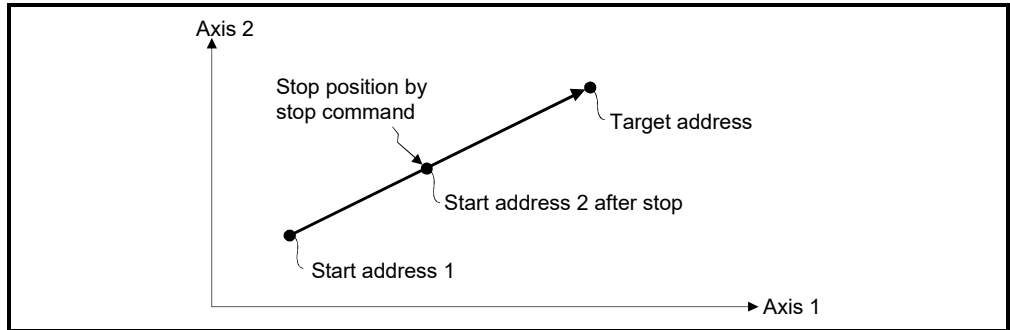 Axis 2
Stop position by
stop command
Target address
Start address 2 after stop
Start address 1
Axis 1